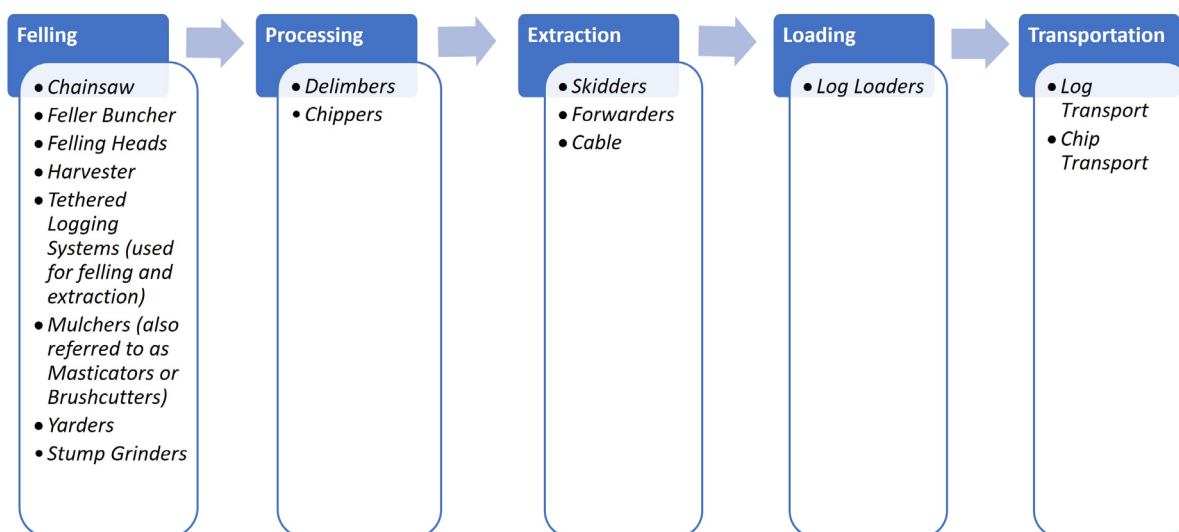 Felling
• Chainsaw
• Feller Buncher
• Felling Heads
• Harvester
• Tethered
Logging
Systems (used
for felling and
extraction)
• Mulchers (also
referred to as
Masticators or
Brushcutters)
• Yarders
• Stump Grinders
Processing
• Delimbers
• Chippers
Extraction
• Skidders
• Forwarders
• Cable
Loading
• Log Loaders
Transportation
• Log
Transport
• Chip
Transport